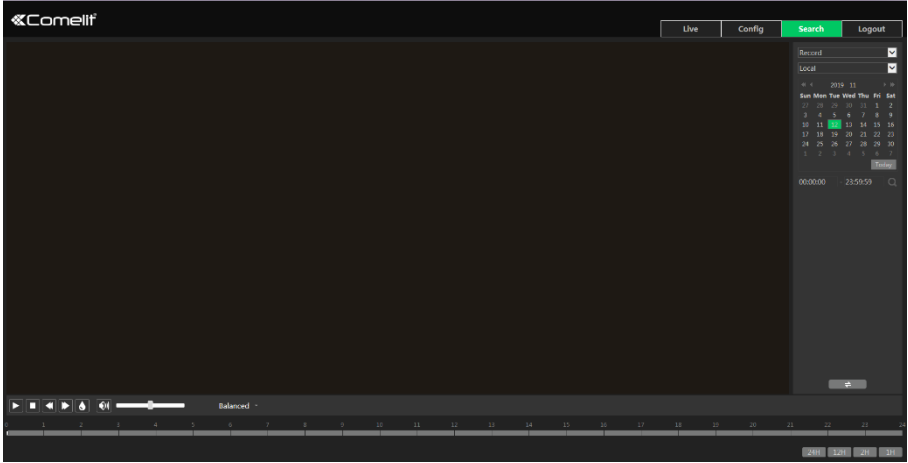 Comelit
Live Config Search Logout
Record
Local
2019 11
Sun Mon Tue Wed Thu Fri Sat
27 28 29 30 31 1 2
3 4 5 6 7 8 9
10 11 12 13 14 15 16
17 18 19 20 21 22 23
24 25 26 27 28 29 30
1 2 3 4 5 6 7
Today
00:00:00 - 23:59:59
Balanced
0 1 2 3 4 5 6 7 8 9 10 11 12 13 14 15 16 17 18 19 20 21 22 23 24
24H 12H 2H 1H